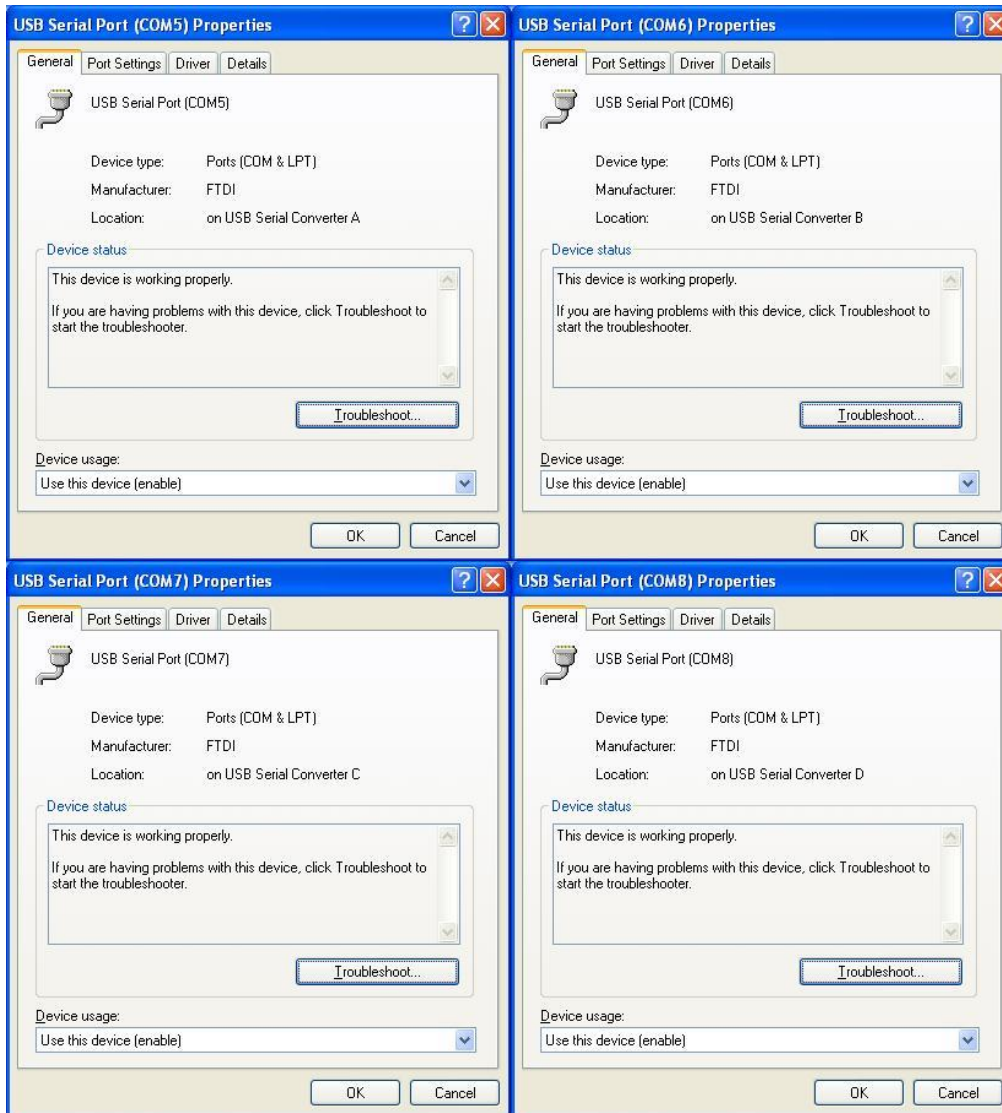 USB Serial Port (COM5) Properties
General Port Settings Driver Details
USB Serial Port (COM5)
Device type: Ports (COM & LPT)
Manufacturer: FTDI
Location: on USB Serial Converter A
Device status
This device is working properly.
If you are having problems with this device, click Troubleshoot to
start the troubleshooter.
Troubleshoot...
Device usage:
Use this device (enable)
OK Cancel
USB Serial Port (COM6) Properties
General Port Settings Driver Details
USB Serial Port (COM6)
Device type: Ports (COM & LPT)
Manufacturer: FTDI
Location: on USB Serial Converter B
Device status
This device is working properly.
If you are having problems with this device, click Troubleshoot to
start the troubleshooter.
Troubleshoot...
Device usage:
Use this device (enable)
OK Cancel
USB Serial Port (COM7) Properties
General Port Settings Driver Details
USB Serial Port (COM7)
Device type: Ports (COM & LPT)
Manufacturer: FTDI
Location: on USB Serial Converter C
Device status
This device is working properly.
If you are having problems with this device, click Troubleshoot to
start the troubleshooter.
Troubleshoot...
Device usage:
Use this device (enable)
OK Cancel
USB Serial Port (COM8) Properties
General Port Settings Driver Details
USB Serial Port (COM8)
Device type: Ports (COM & LPT)
Manufacturer: FTDI
Location: on USB Serial Converter D
Device status
This device is working properly.
If you are having problems with this device, click Troubleshoot to
start the troubleshooter.
Troubleshoot...
Device usage:
Use this device (enable)
OK Cancel